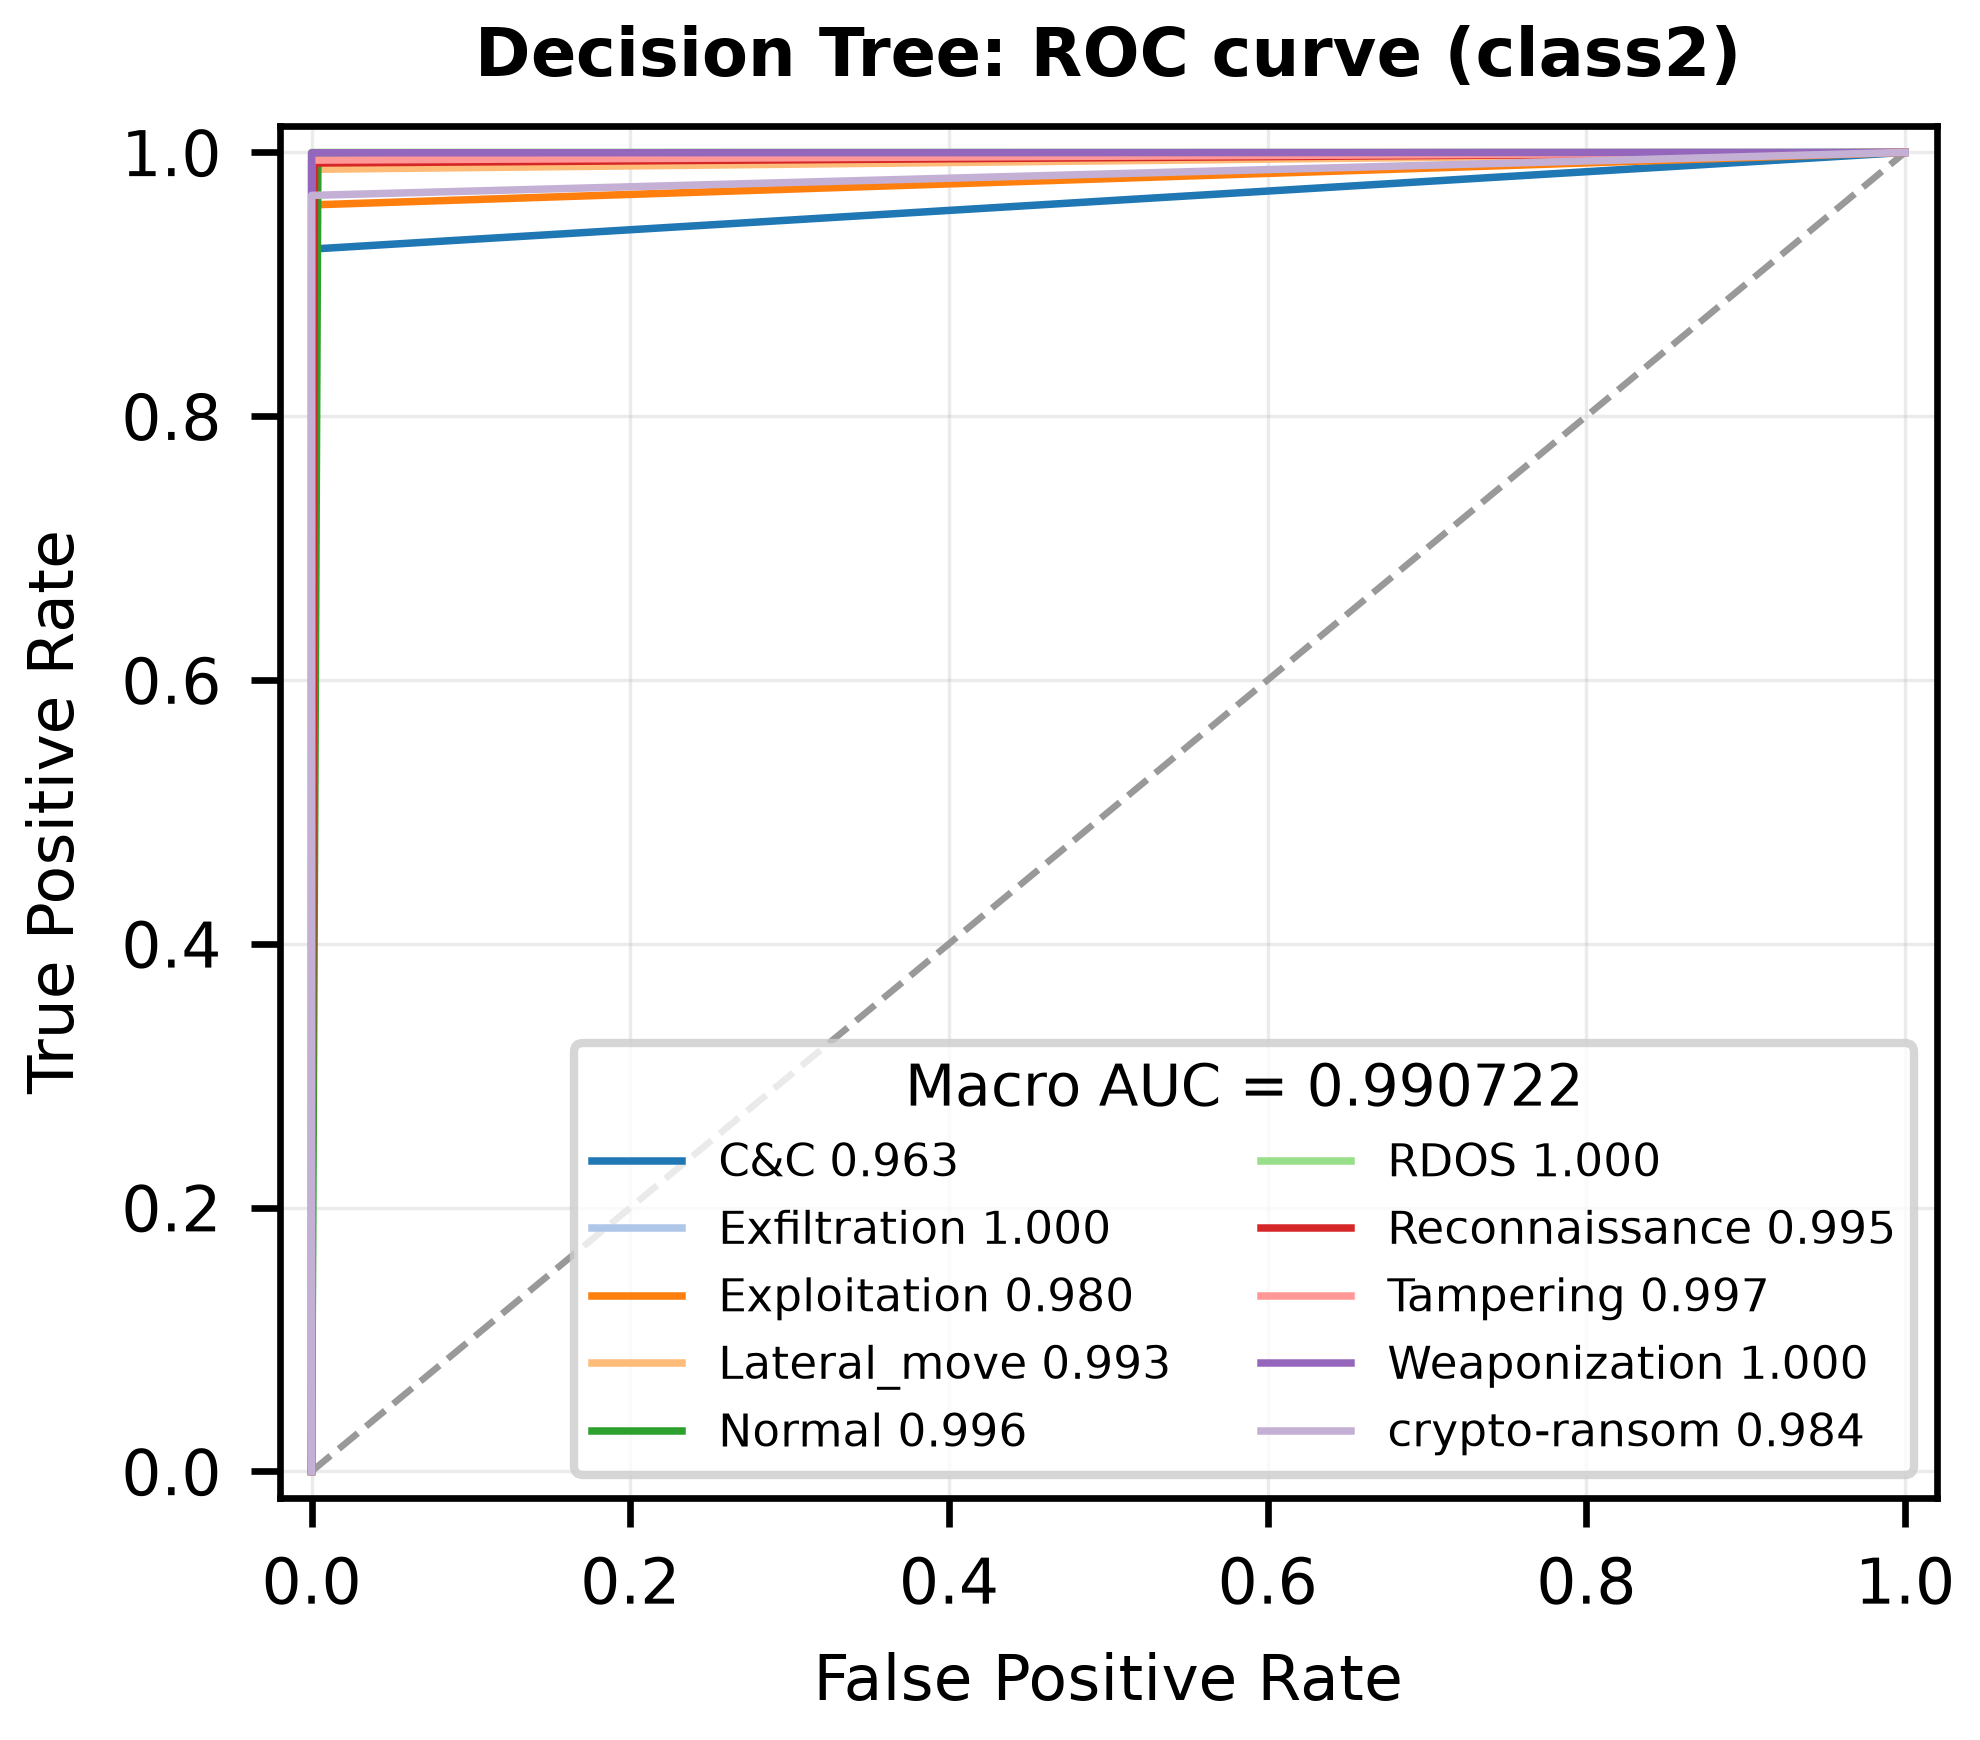 Decision Tree: ROC curve (class2)
1.0
0.8
0.6
0.4
0.2
0.0
True Positive Rate
Macro AUC = 0.990722
C&C 0.963
Exfiltration 1.000
Exploitation 0.980
Lateral_move 0.993
Normal 0.996
RDOS 1.000
Reconnaissance 0.995
Tampering 0.997
Weaponization 1.000
crypto-ransom 0.984
0.0 0.2 0.4 0.6 0.8 1.0
False Positive Rate